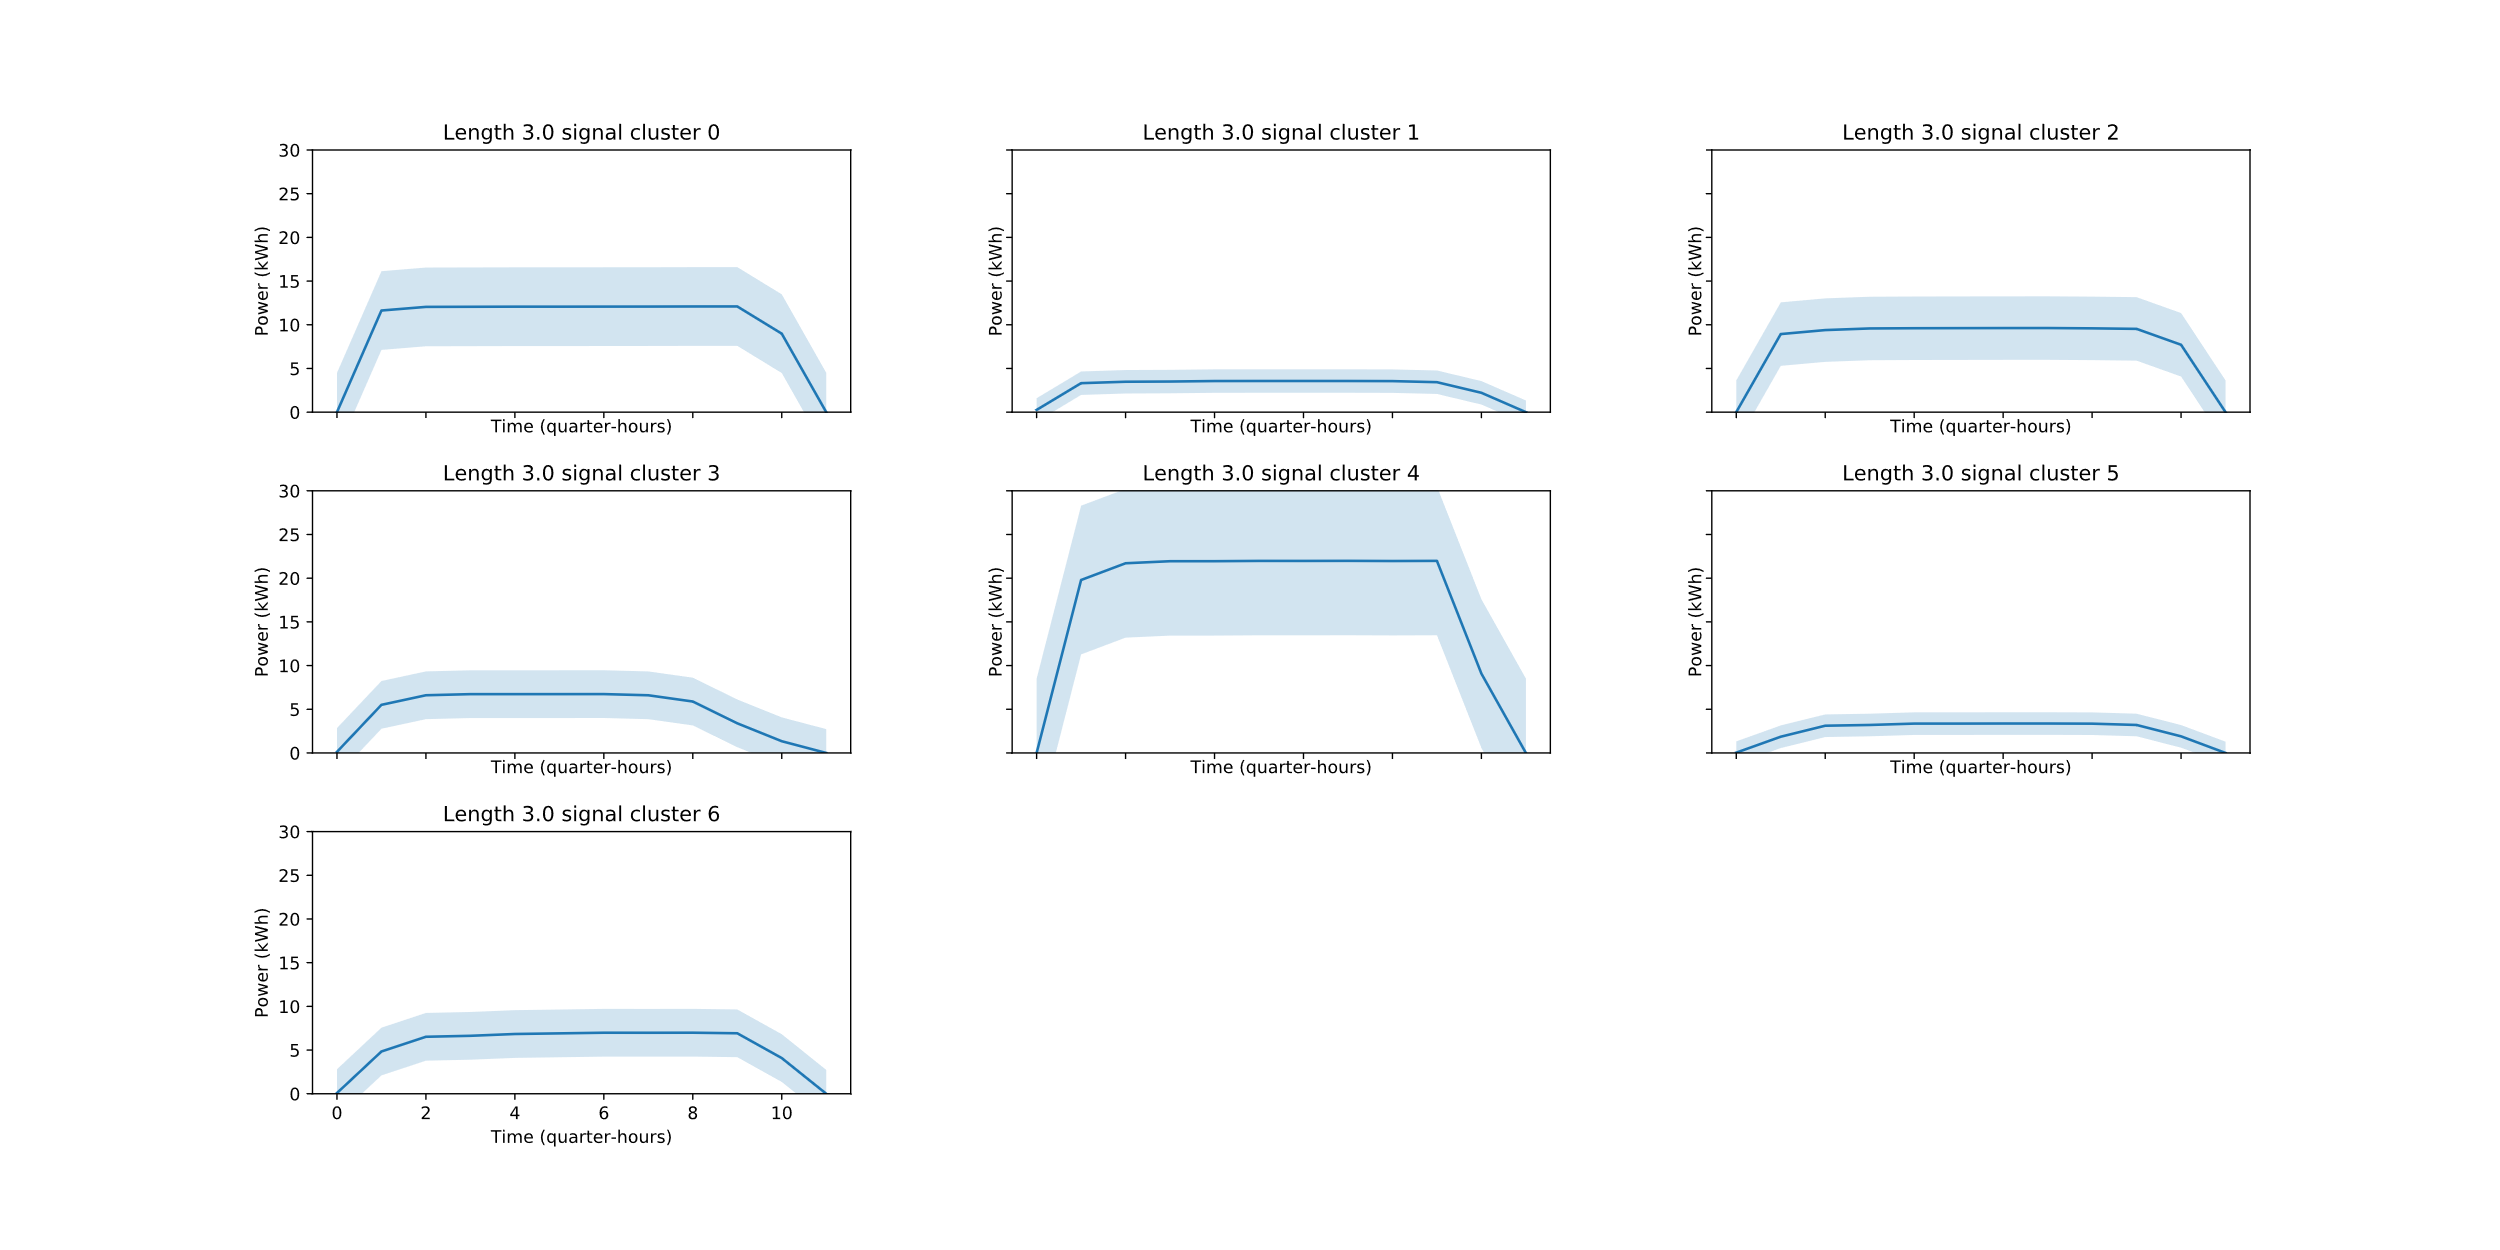 Length 3.0 signal cluster 0
30
25
20
15
10
5
0
Power (kWh)
Time (quarter-hours)
Length 3.0 signal cluster 1
Power (kWh)
Time (quarter-hours)
Length 3.0 signal cluster 2
Power (kWh)
Time (quarter-hours)
Length 3.0 signal cluster 3
30
25
20
15
10
5
0
Power (kWh)
Time (quarter-hours)
Length 3.0 signal cluster 4
Power (kWh)
Time (quarter-hours)
Length 3.0 signal cluster 5
Power (kWh)
Time (quarter-hours)
Length 3.0 signal cluster 6
30
25
20
15
10
5
0
Power (kWh)
0 2 4 6 8 10
Time (quarter-hours)